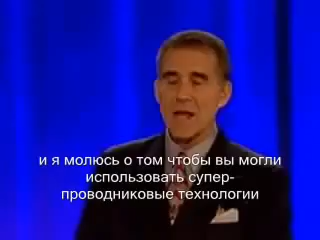 и я молюсь о том чтобы вы могли
использовать супер-
проводниковые технологии